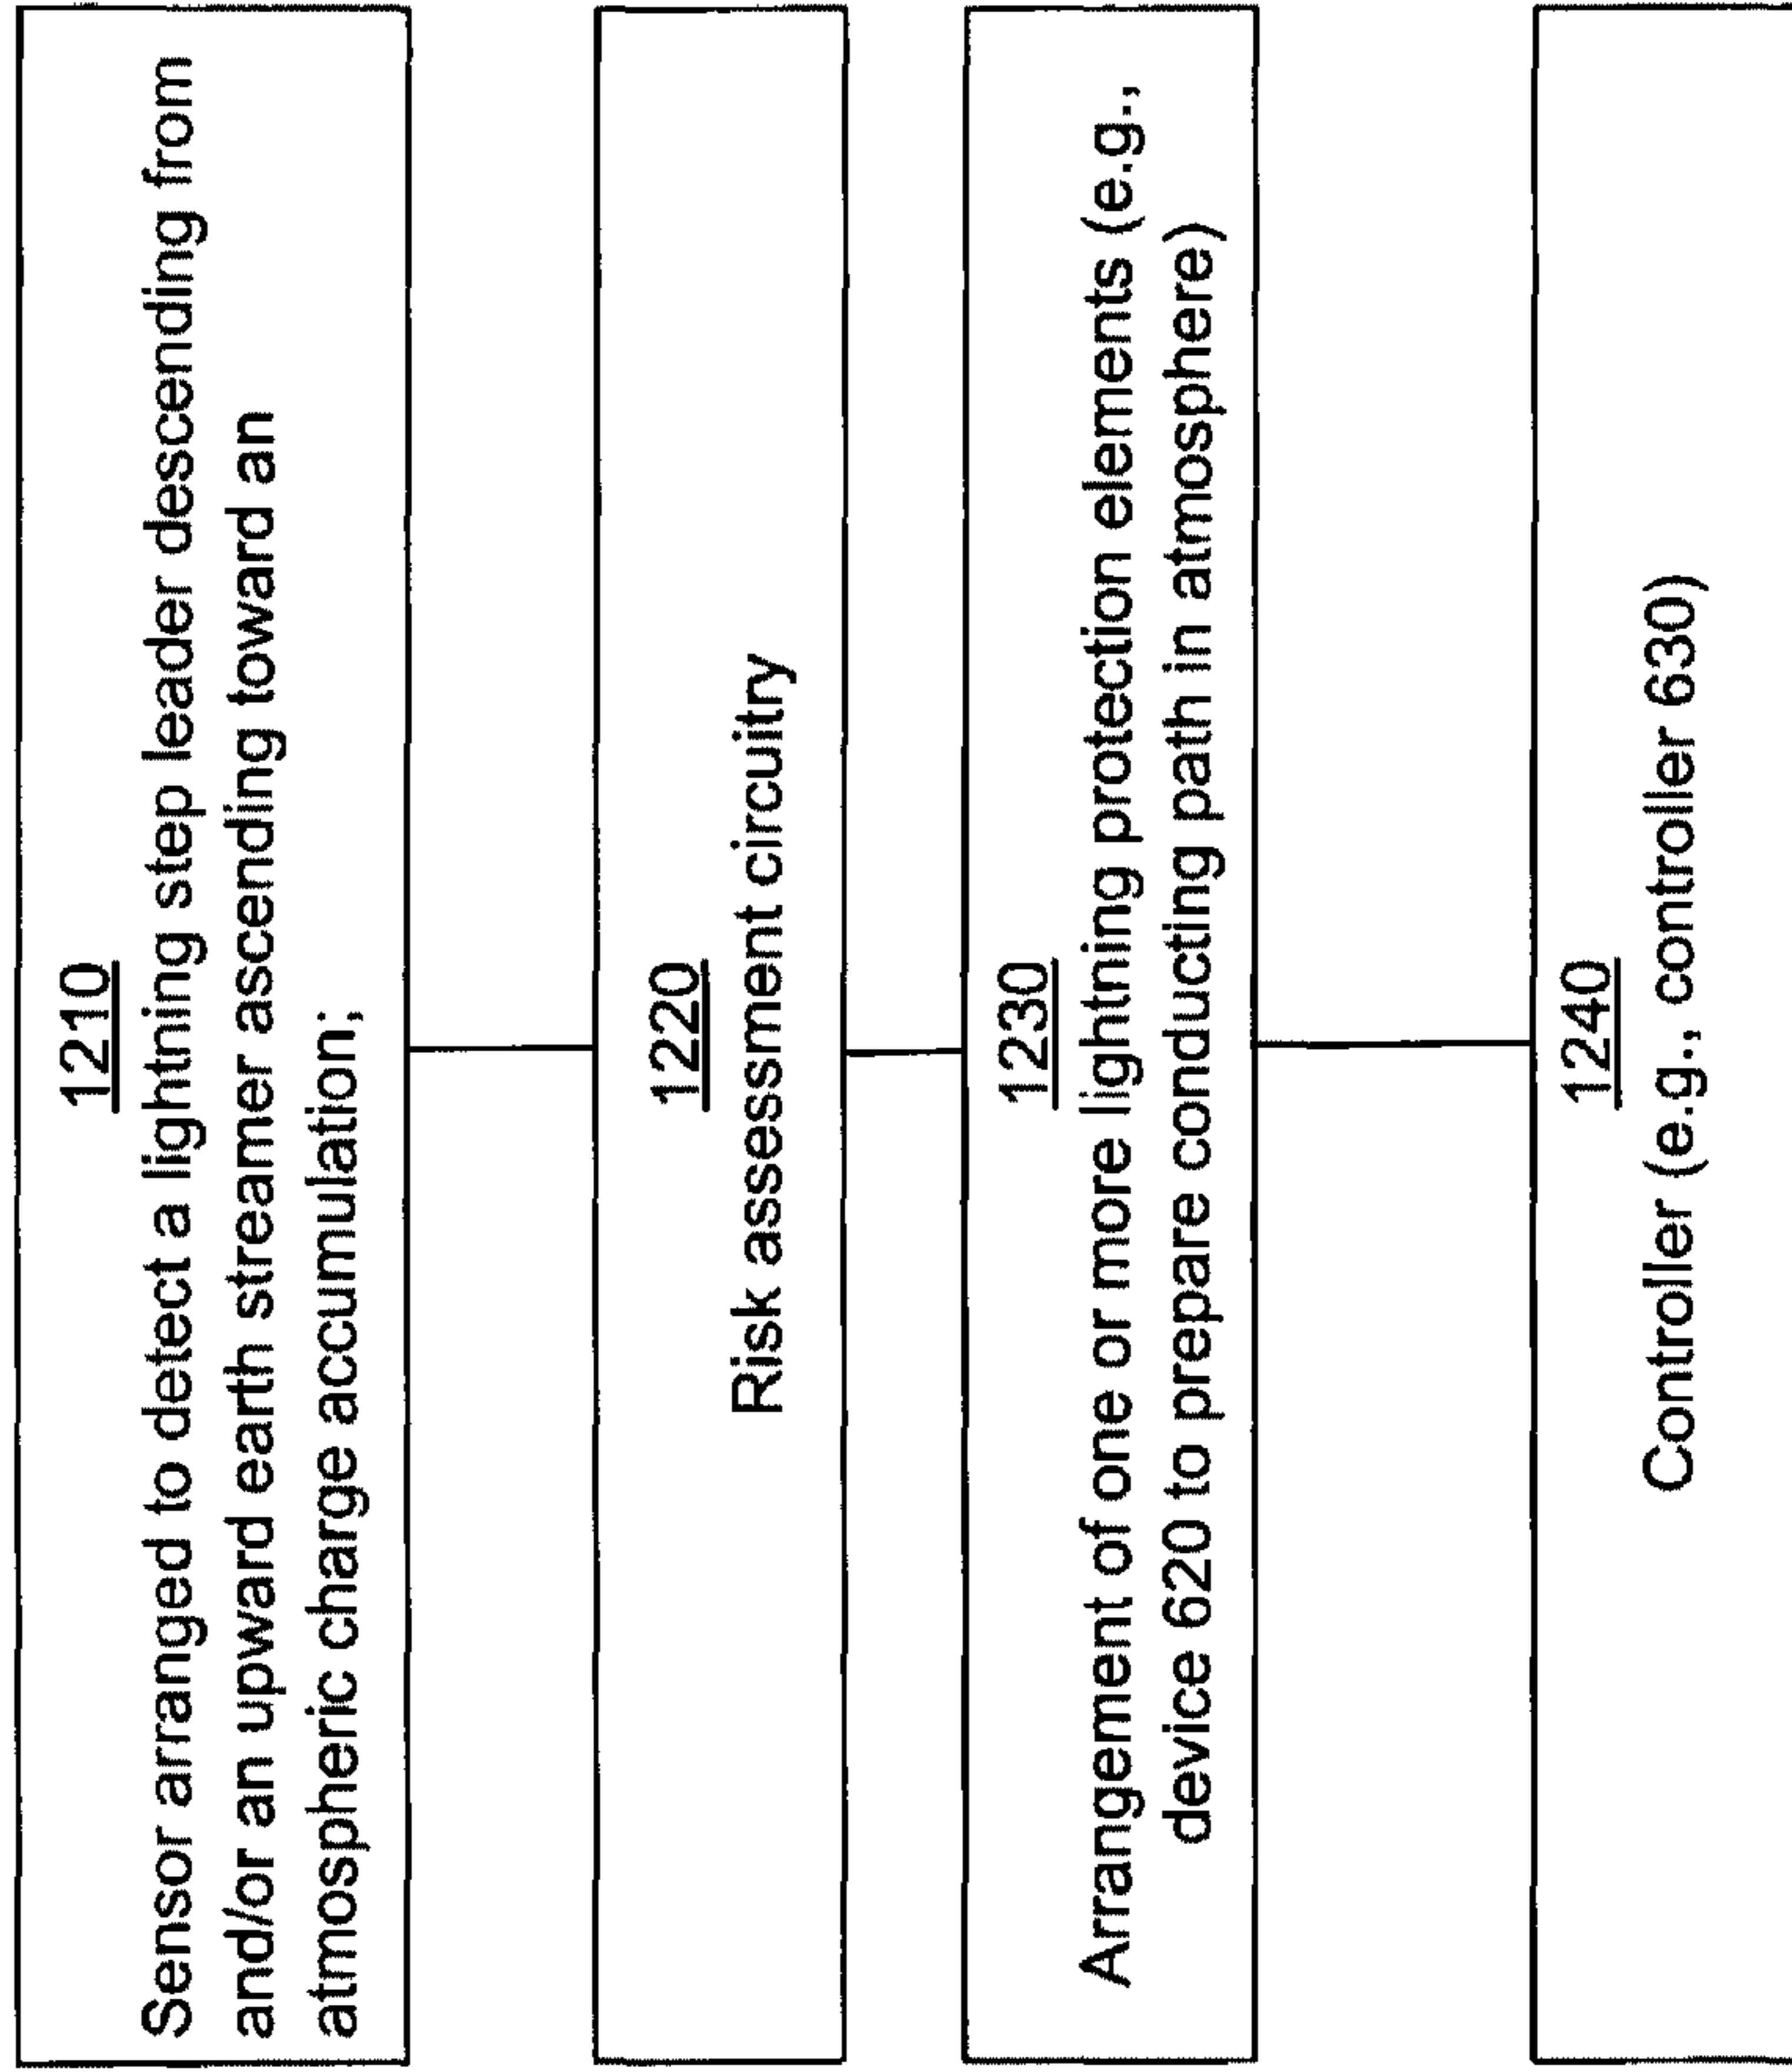 1210
Sensor arranged to detect a lightning step leader descending from
and/or an upward earth streamer ascending toward an
atmospheric charge accumulation;
1220
Risk assessment circuitry
1230
Arrangement of one or more lightning protection elements (e.g.,
device 620 to prepare conducting path in atmosphere)
1240
Controller (e.g., controller 630)